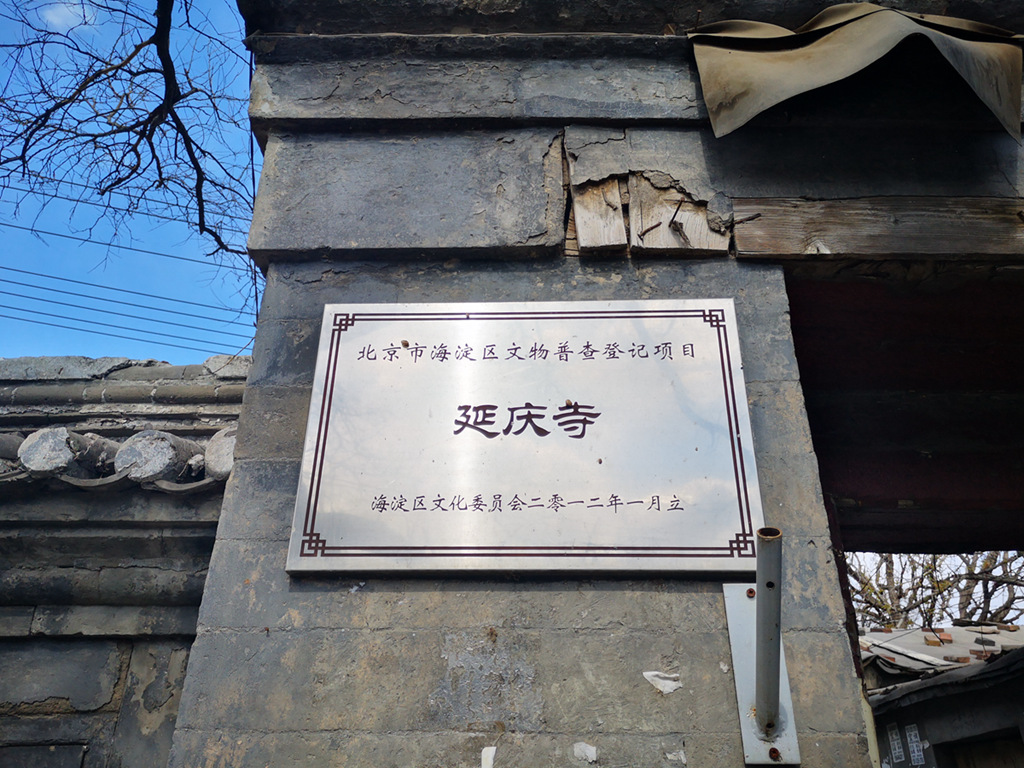 北京市海淀区文物普查登记项目
延庆寺
海淀区文化委员会二零一二年一月立